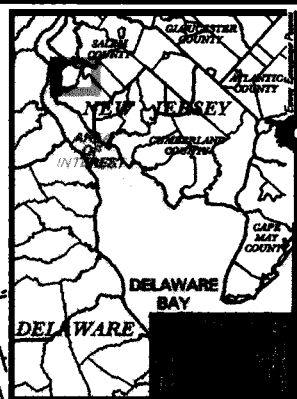 GLOUCESTER
COUNTY
SALEM
COUNTY
ATLANTIC
COUNTY
NEW JERSEY
AREA
OF
INTEREST
CUMBERLAND
COUNTY
CAPE
MAY
COUNTY
DELAWARE
BAY
DELAWARE